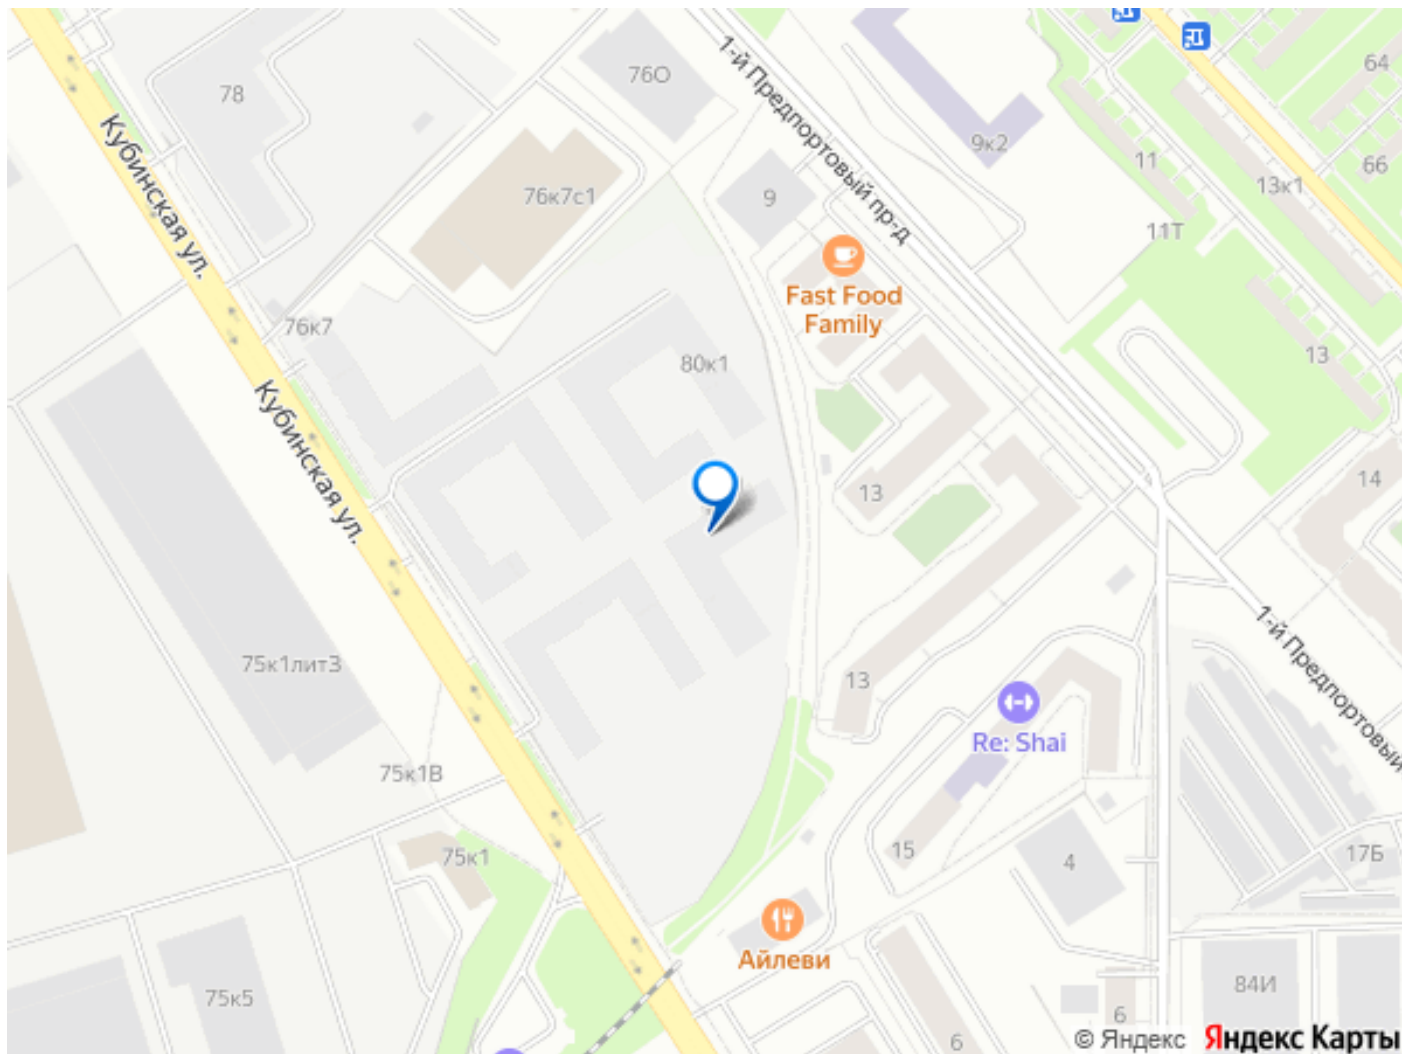 64
76О
1-й Предпортовый пр-д
78
Кубинская ул.
9к2
11
66
13к1
76к7с1
9
11Т
Fast Food
Family
76к7
13
80к1
Кубинская ул.
14
13
1-й Предпортовый
75к1лит3
13
Re: Shai
75к1В
75к1
15
4
17Б
Айлеви
84И
75к5
6
6
© Яндекс Яндекс Карты